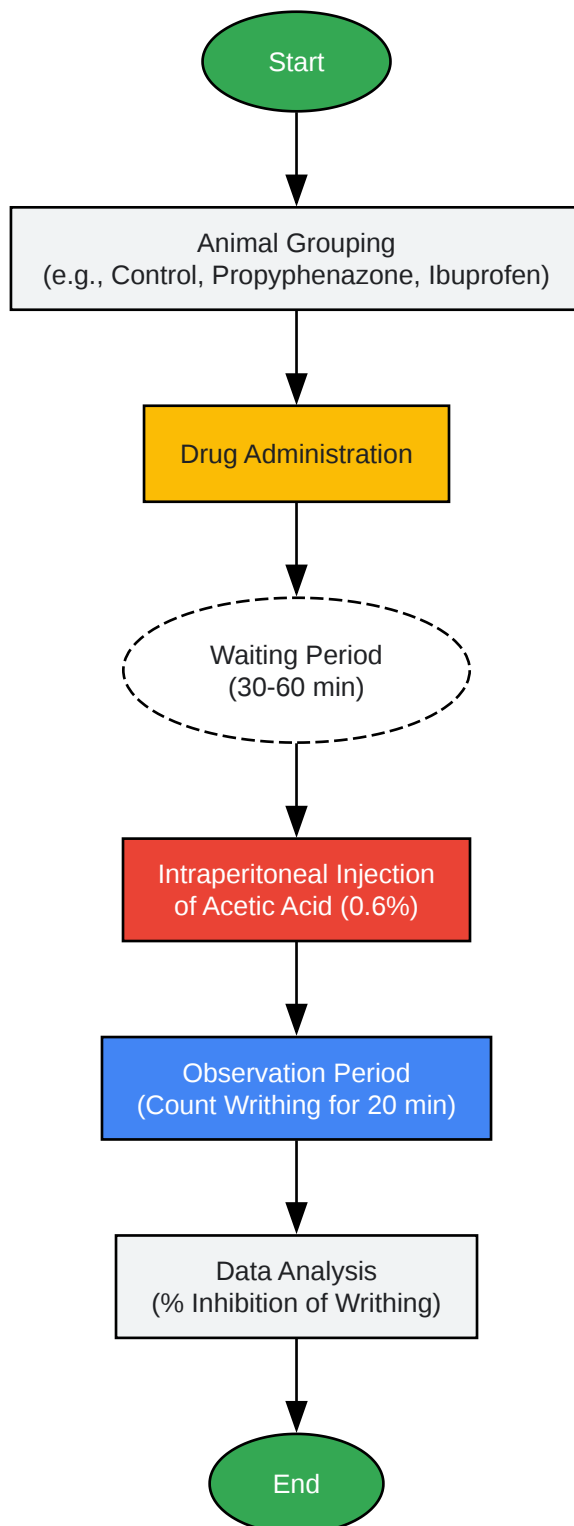 Start
Animal Grouping
(e.g., Control, Propyphenazone, Ibuprofen)
Drug Administration
Waiting Period
(30-60 min)
Intraperitoneal Injection
of Acetic Acid (0.6%)
Observation Period
(Count Writhing for 20 min)
Data Analysis
(% Inhibition of Writhing)
End